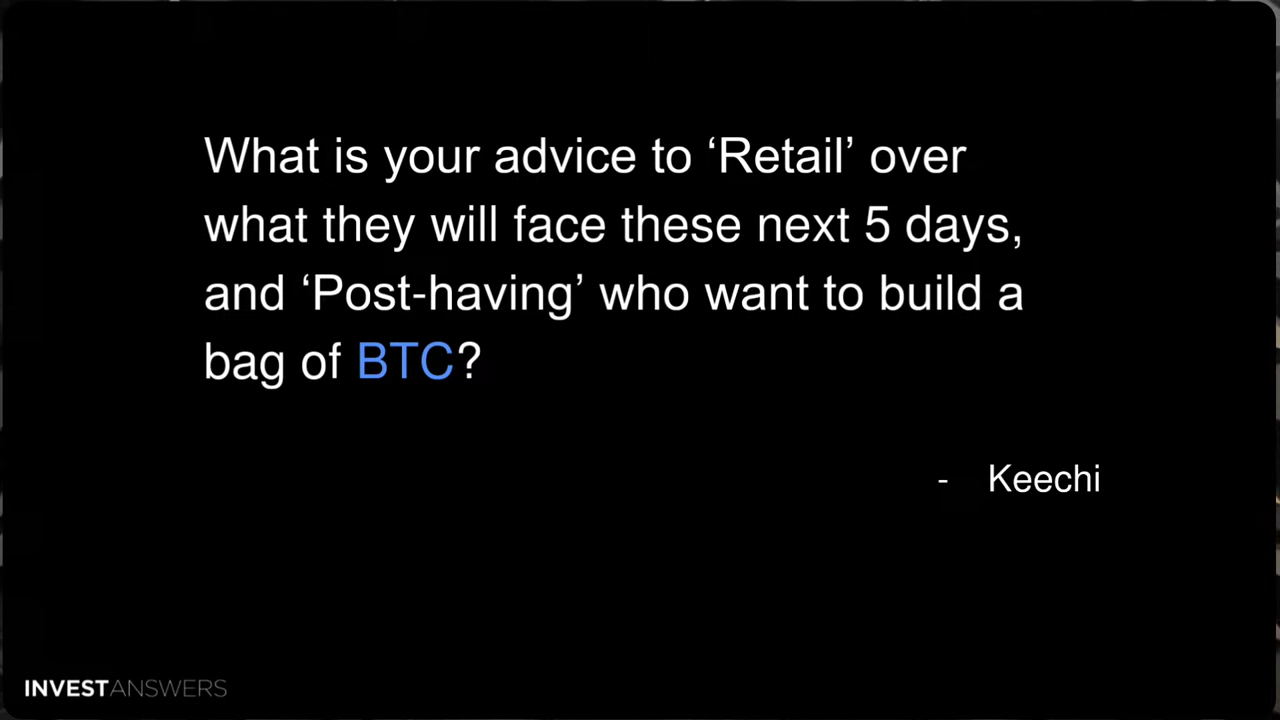 What is your advice to ‘Retail’ over
what they will face these next 5 days,
and ‘Post-having’ who want to build a
bag of BTC?
- Keechi
INVESTANSWERS